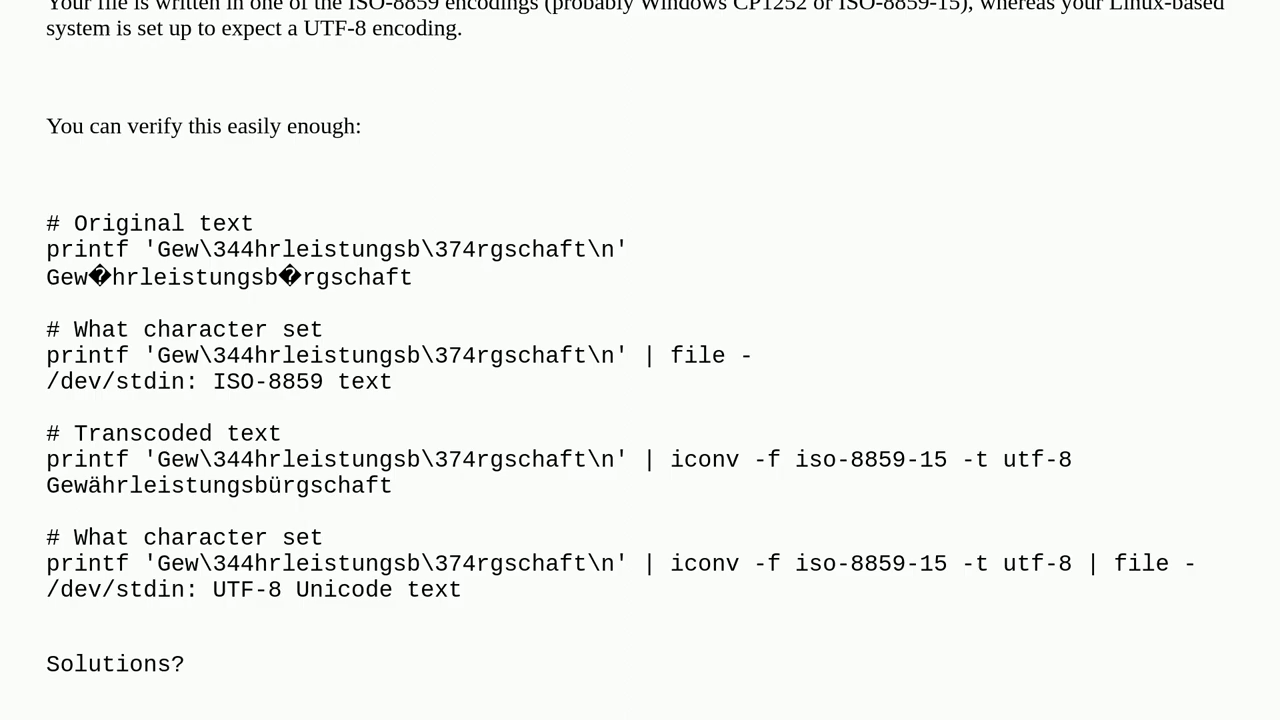 Your file is written in one of the ISO-8859 encodings (probably Windows CP1252 or ISO-8859-15), whereas your Linux-based
system is set up to expect a UTF-8 encoding.
You can verify this easily enough:
# Original text
printf 'Gew\344hrleistungsb\374rgschaft\n'
Gew�hrleistungsb�rgschaft
# What character set
printf 'Gew\344hrleistungsb\374rgschaft\n' | file -
/dev/stdin: ISO-8859 text
# Transcoded text
printf 'Gew\344hrleistungsb\374rgschaft\n' | iconv -f iso-8859-15 -t utf-8
Gewährleistungsbürgschaft
# What character set
printf 'Gew\344hrleistungsb\374rgschaft\n' | iconv -f iso-8859-15 -t utf-8 | file -
/dev/stdin: UTF-8 Unicode text
Solutions?